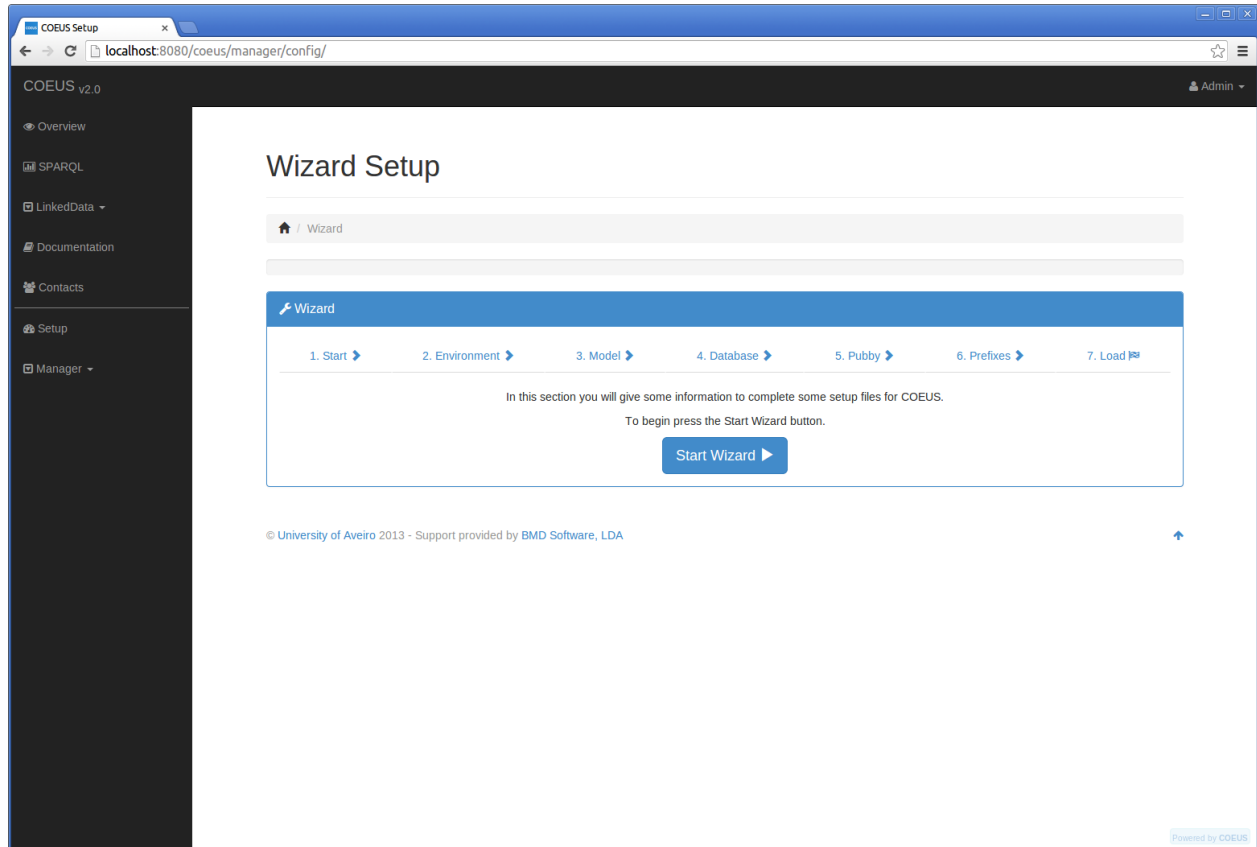 COEUS Setup
localhost:8080/coeus/manager/config/
COEUS v2.0
Admin
Overview
SPARQL
LinkedData
Documentation
Contacts
Setup
Manager
Wizard Setup
/ Wizard
Wizard
1. Start 2. Environment 3. Model 4. Database 5. Pubby 6. Prefixes 7. Load
In this section you will give some information to complete some setup files for COEUS.
To begin press the Start Wizard button.
Start Wizard
© University of Aveiro 2013 - Support provided by BMD Software, LDA
Powered by COEUS